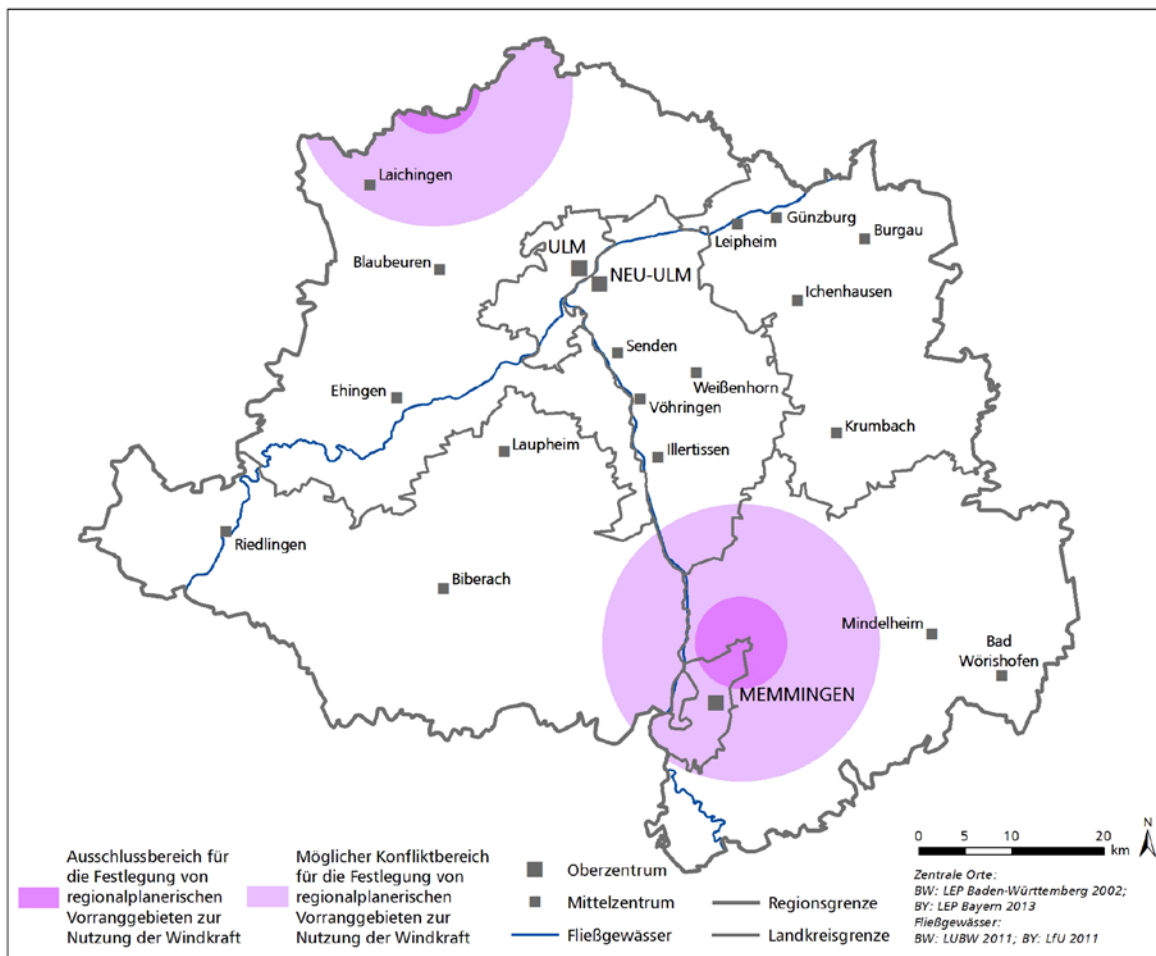 Laichingen
Günzburg
Leipheim
Burgau
ULM
Blaubeuren
NEU-ULM
Ichenhausen
Senden
Weißenhorn
Ehingen
Vöhringen
Krumbach
Laupheim
Illertissen
Riedlingen
Biberach
Mindelheim
Bad
Wörishofen
MEMMINGEN
Ausschlussbereich für
die Festlegung von
regionalplanerischen
Vorranggebieten zur
Nutzung der Windkraft
Möglicher Konfliktbereich
für die Festlegung von
regionalplanerischen
Vorranggebieten zur
Nutzung der Windkraft
Oberzentrum
Mittelzentrum
Fließgewässer
Regionsgrenze
Landkreisgrenze
N
0 5 10 20
km
Zentrale Orte:
BW: LEP Baden-Württemberg 2002;
BY: LEP Bayern 2013
Fließgewässer:
BW: LUBW 2011; BY: LfU 2011